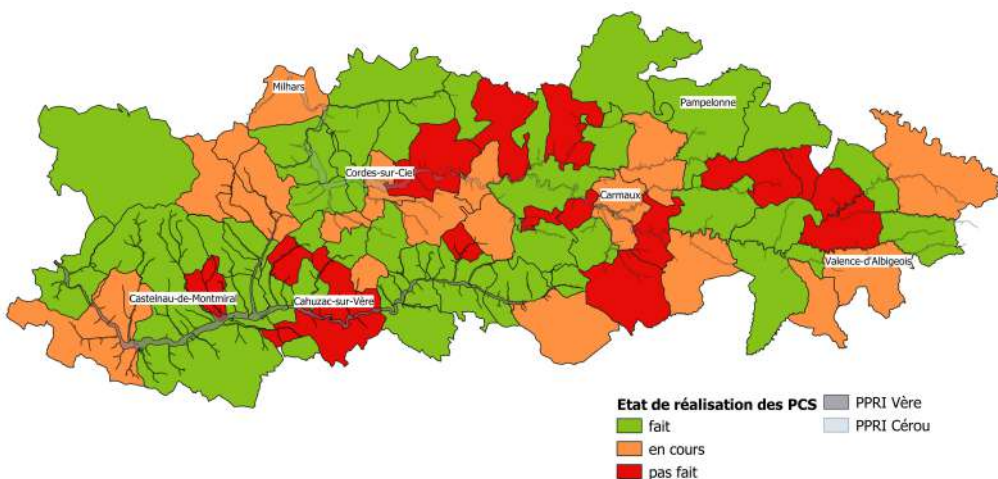 Milhars
Pampelonne
Cordes-sur-Ciel
Carmaux
Valence-d'Albigeois
Castelnau-de-Montmiral
Cahuzac-sur-Vère
Etat de réalisation des PCS
fait
en cours
pas fait
PPRI Vère
PPRI Cérou